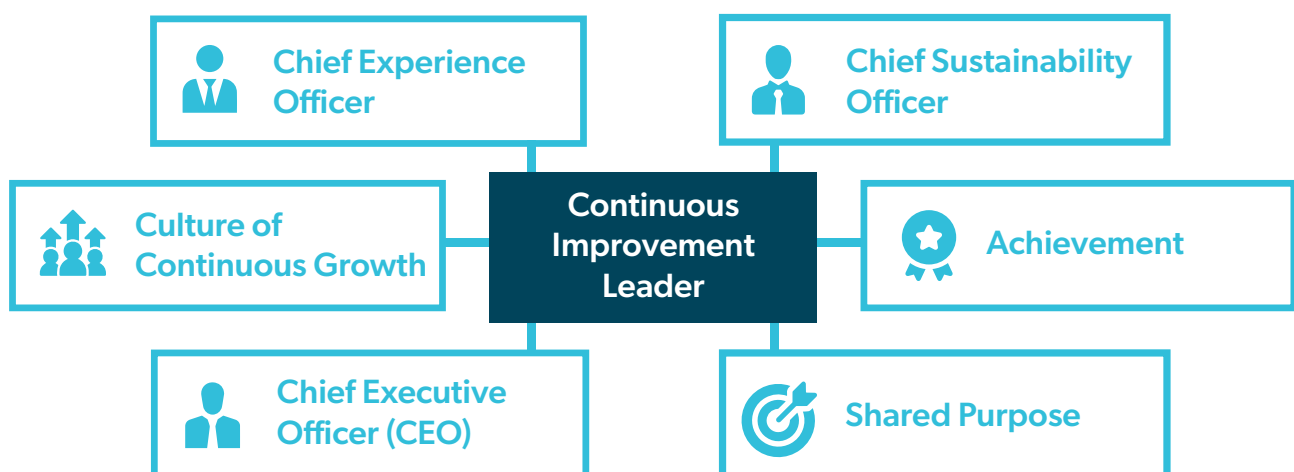 Chief Experience
Officer
Chief Sustainability
Officer
Culture of
Continuous Growth
Continuous
Improvement
Leader
Achievement
Chief Executive
Officer (CEO)
Shared Purpose